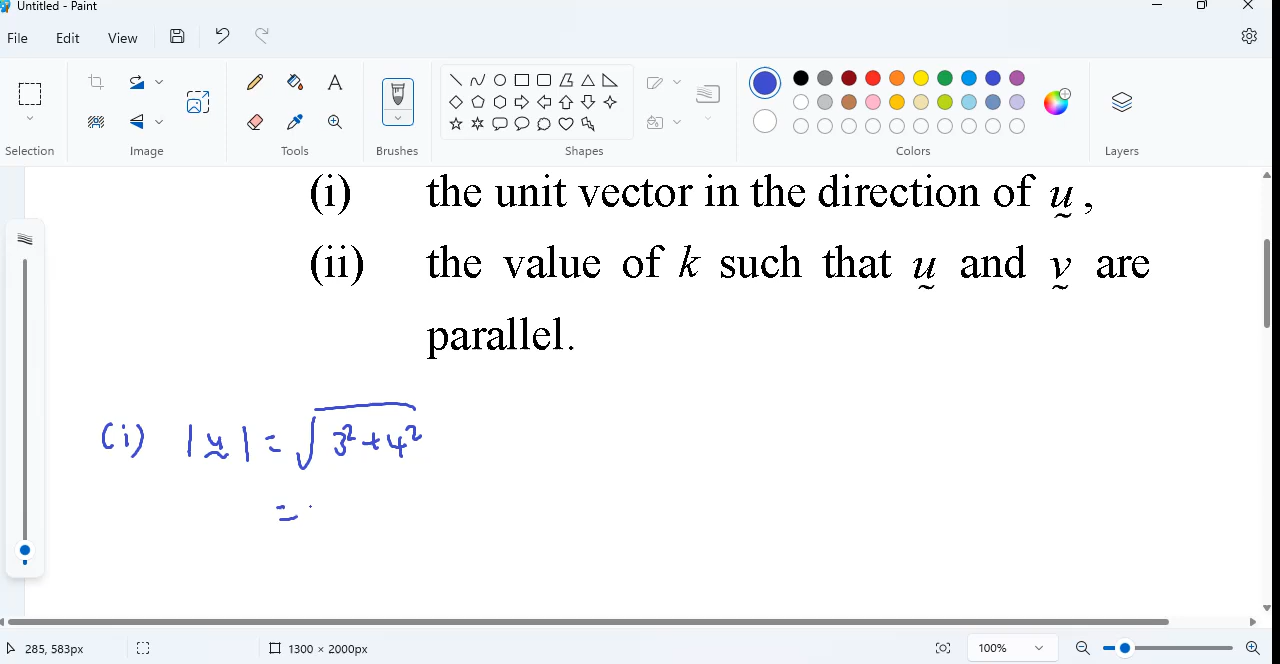 Untitled - Paint
File Edit View
Selection Image Tools Brushes Shapes Colors Layers
(i) the unit vector in the direction of ṵ,
(ii) the value of k such that ṵ and v̰ are
parallel.
(i) |ṵ| = √(3²+4²)
=
285, 583px 1300 × 2000px 100%